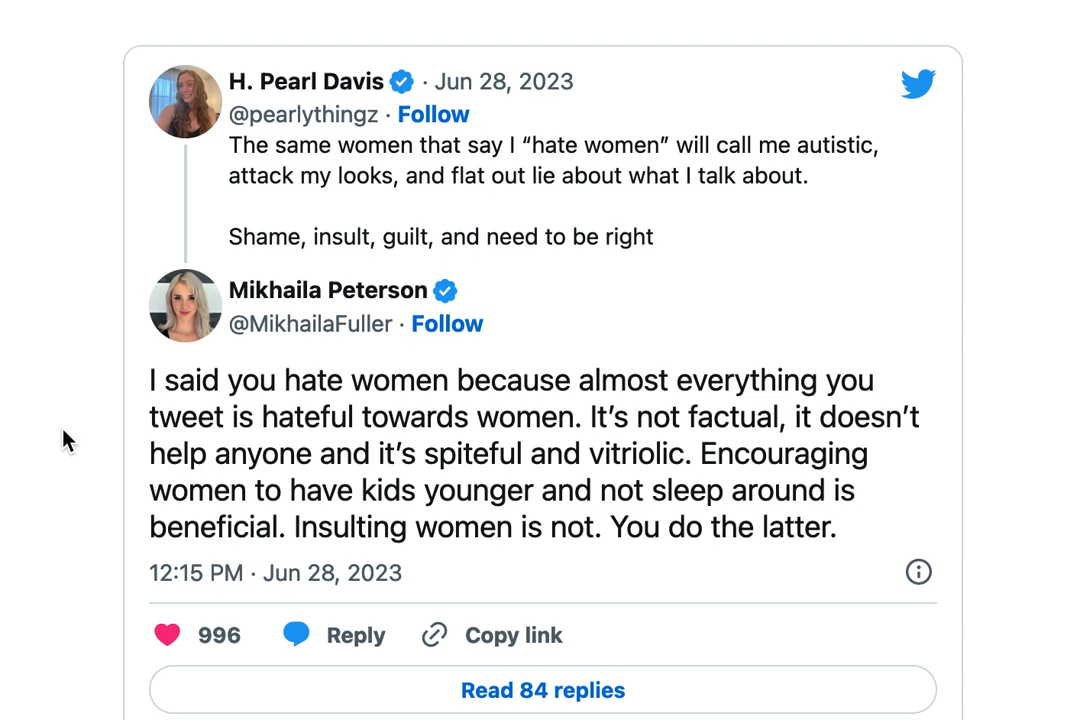 H. Pearl Davis · Jun 28, 2023
@pearlythingz · Follow
The same women that say I “hate women” will call me autistic,
attack my looks, and flat out lie about what I talk about.
Shame, insult, guilt, and need to be right
Mikhaila Peterson
@MikhailaFuller · Follow
I said you hate women because almost everything you
tweet is hateful towards women. It’s not factual, it doesn’t
help anyone and it’s spiteful and vitriolic. Encouraging
women to have kids younger and not sleep around is
beneficial. Insulting women is not. You do the latter.
12:15 PM · Jun 28, 2023
996 Reply Copy link
Read 84 replies